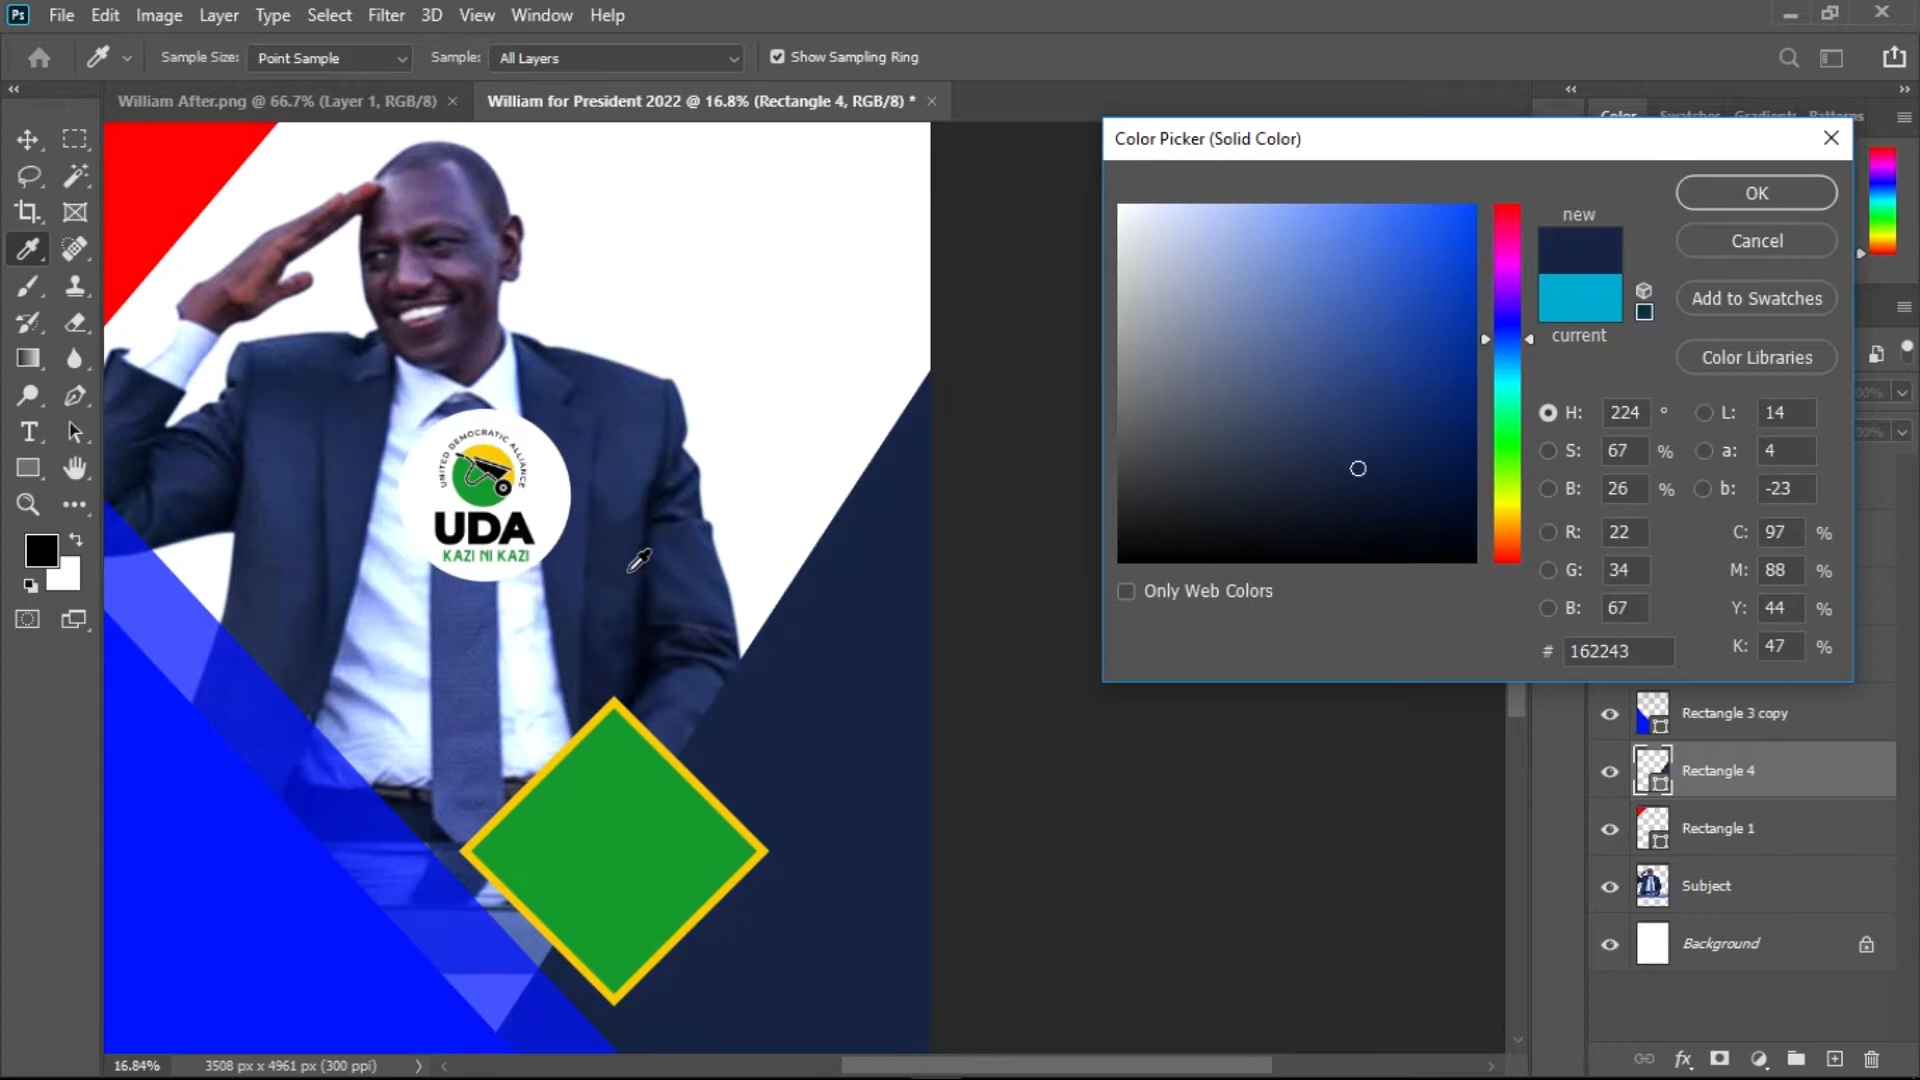 Ps File Edit Image Layer Type Select Filter 3D View Window Help
Sample Size: Point Sample Sample: All Layers Show Sampling Ring
William After.png @ 66.7% (Layer 1, RGB/8) × William for President 2022 @ 16.8% (Rectangle 4, RGB/8) * ×
Color Swatches Gradients Patterns
Color Picker (Solid Color)
new
current
OK
Cancel
Add to Swatches
Color Libraries
H: 224 °
S: 67 %
B: 26 %
R: 22
G: 34
B: 67
# 162243
L: 14
a: 4
b: -23
C: 97 %
M: 88 %
Y: 44 %
K: 47 %
Only Web Colors
UNITED DEMOCRATIC ALLIANCE
UDA
KAZI NI KAZI
Rectangle 3 copy
Rectangle 4
Rectangle 1
Subject
Background
16.84% 3508 px x 4961 px (300 ppi)
fx